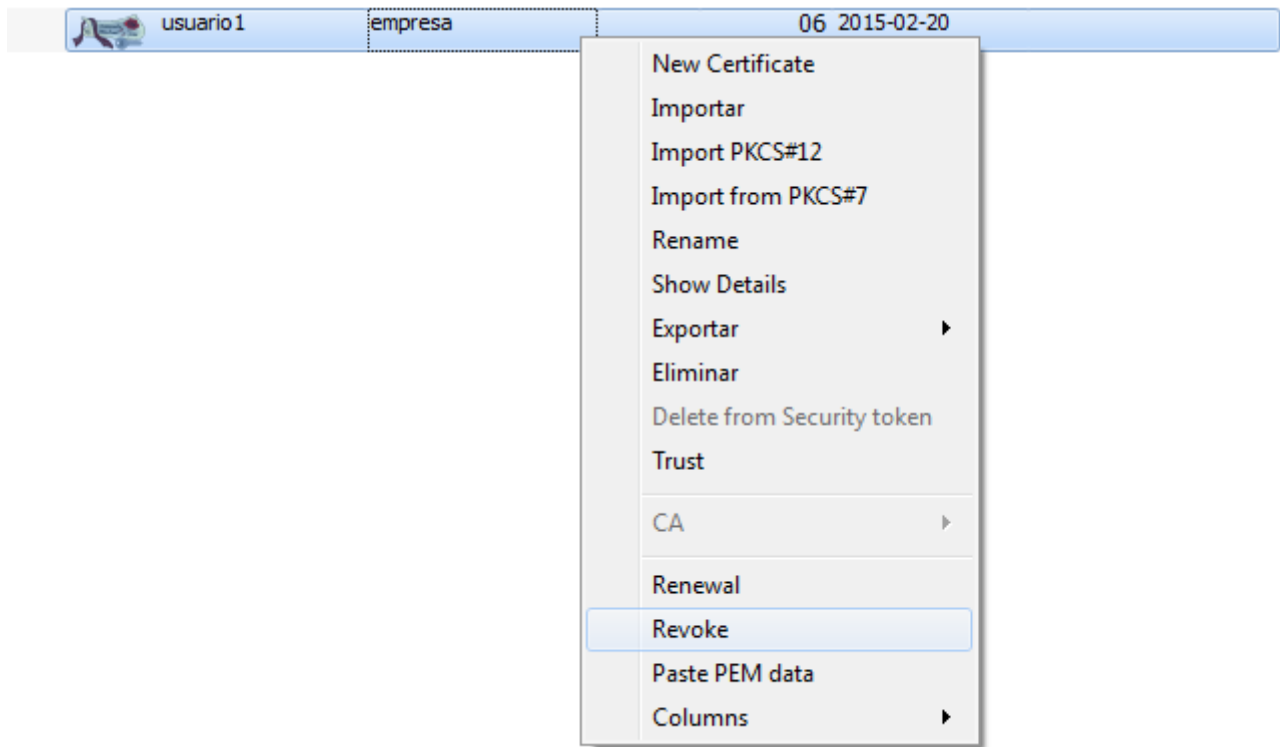 usuario1 empresa 06 2015-02-20
New Certificate
Importar
Import PKCS#12
Import from PKCS#7
Rename
Show Details
Exportar
Eliminar
Delete from Security token
Trust
CA
Renewal
Revoke
Paste PEM data
Columns